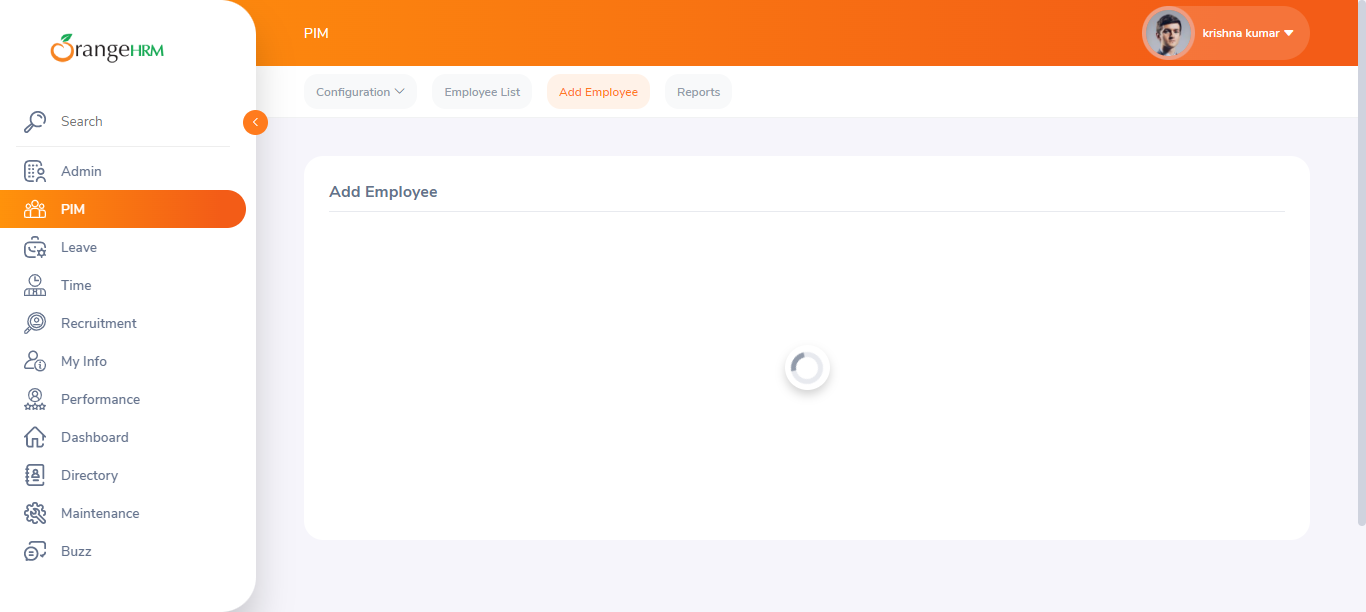 OrangeHRM
Search
Admin
PIM
Leave
Time
Recruitment
My Info
Performance
Dashboard
Directory
Maintenance
Buzz
PIM
krishna kumar
Configuration
Employee List
Add Employee
Reports
Add Employee